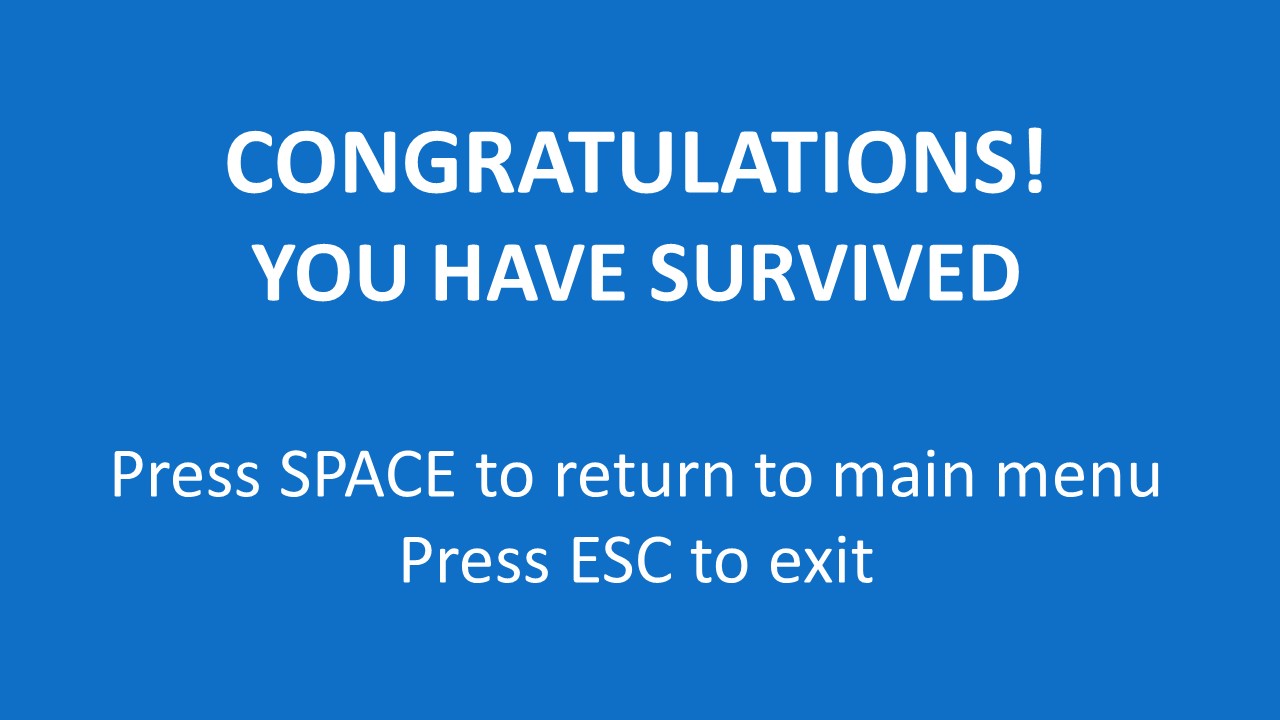 CONGRATULATIONS!
YOU HAVE SURVIVED
Press SPACE to return to main menu
Press ESC to exit